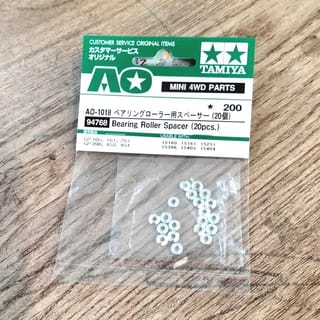 CUSTOMER SERVICE ORIGINAL ITEMS
カスタマーサービス
オリジナル
AO
TAMIYA
MINI 4WD PARTS
★ 200
AO-1018 ベアリングローラー用スペーサー (20個)
94768 Bearing Roller Spacer (20pcs.)